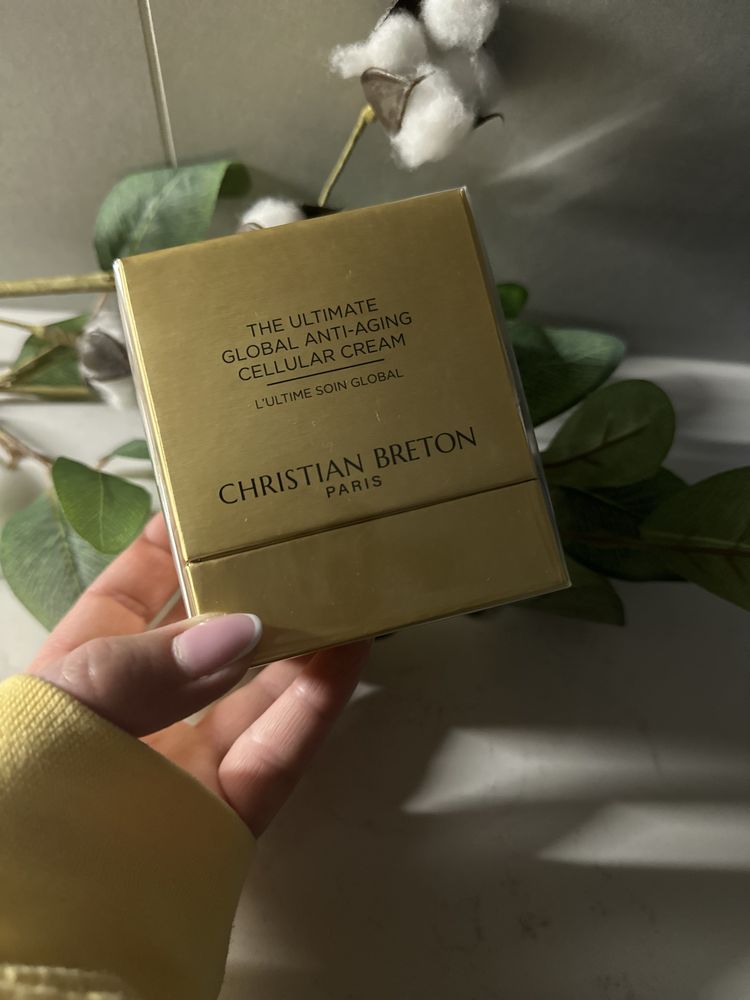 THE ULTIMATE
GLOBAL ANTI-AGING
CELLULAR CREAM
L'ULTIME SOIN GLOBAL
CHRISTIAN BRETON
PARIS